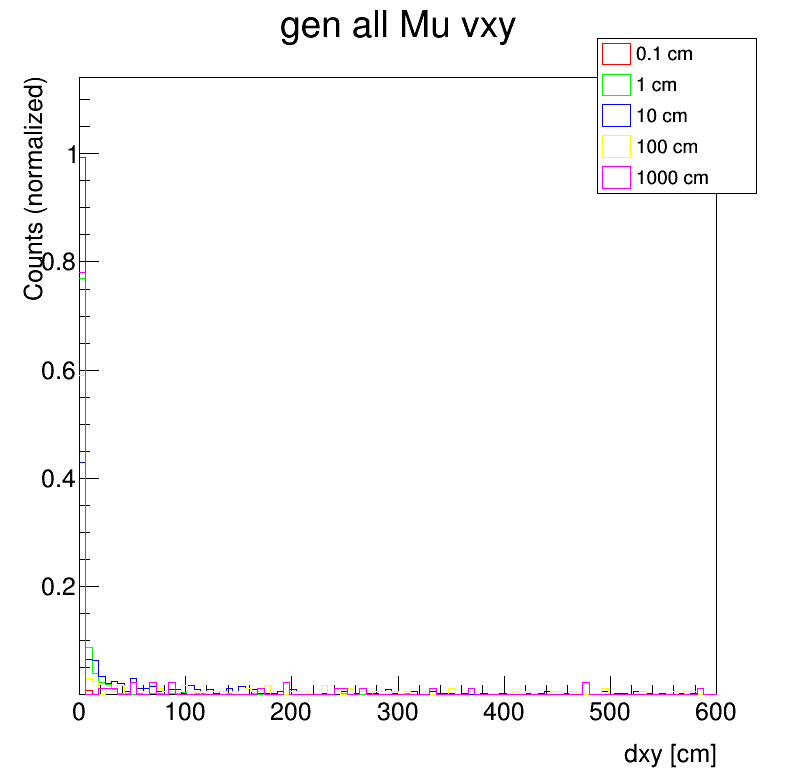 gen all Mu vxy
0.1 cm
1 cm
10 cm
100 cm
1000 cm
Counts (normalized)
1
0.8
0.6
0.4
0.2
0 100 200 300 400 500 600
dxy [cm]